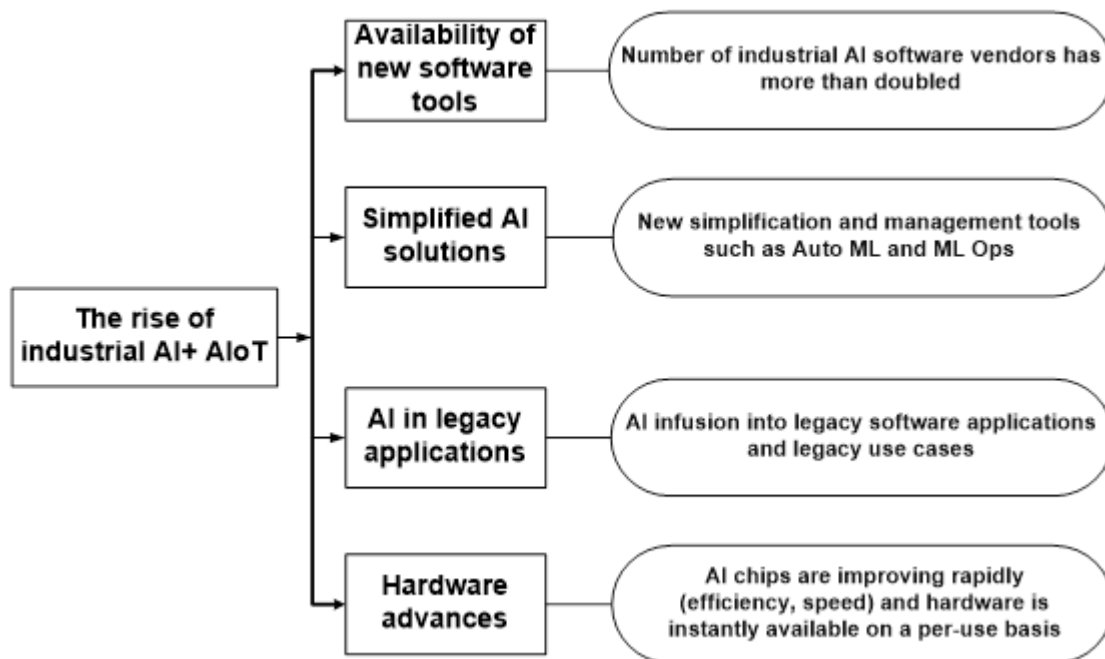 Availability of
new software
tools
Number of industrial AI software vendors has
more than doubled
Simplified AI
solutions
New simplification and management tools
such as Auto ML and ML Ops
The rise of
industrial AI+ AIoT
AI in legacy
applications
AI infusion into legacy software applications
and legacy use cases
Hardware
advances
AI chips are improving rapidly
(efficiency, speed) and hardware is
instantly available on a per-use basis